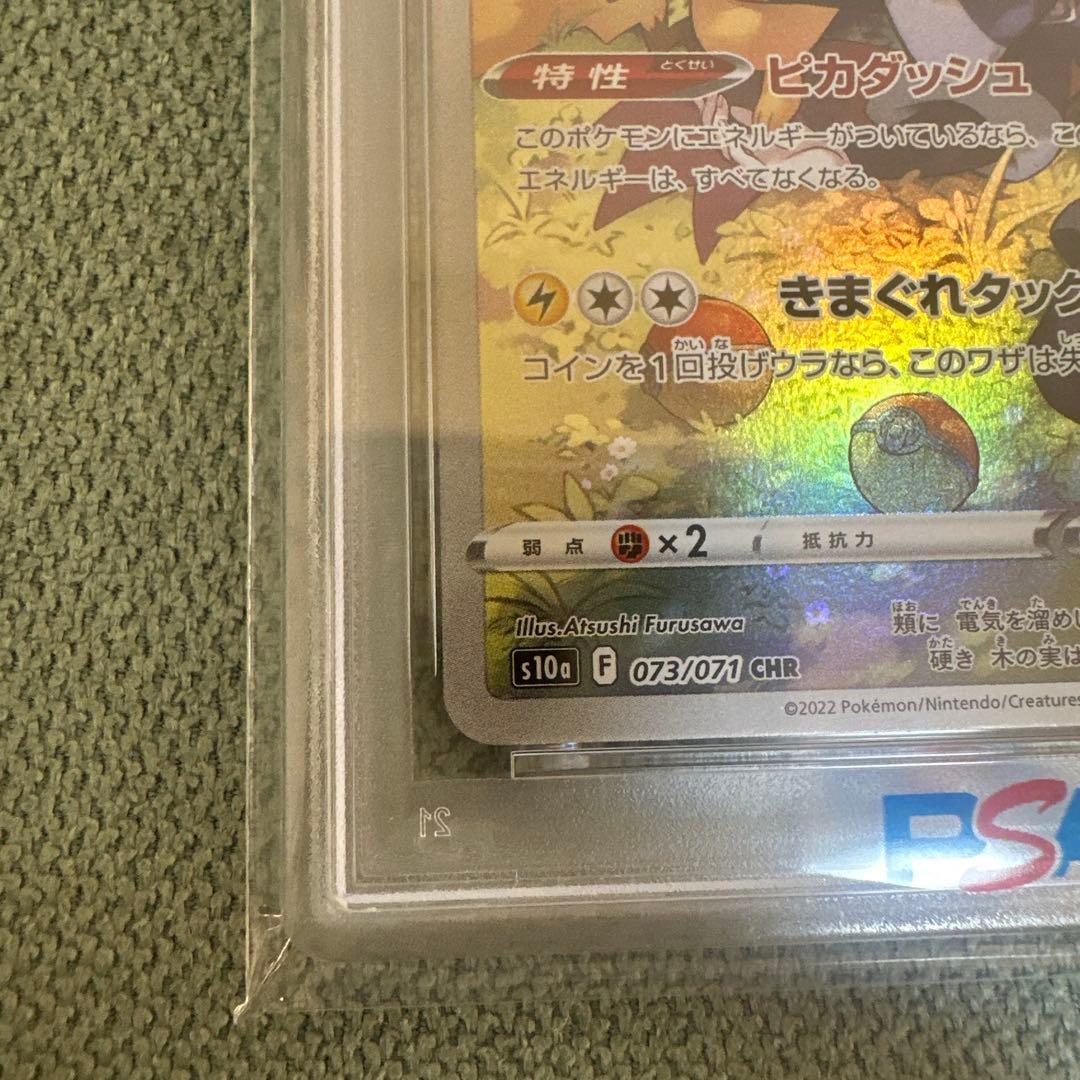 特性 とくせい ピカダッシュ
このポケモンにエネルギーがついているなら、こ
エネルギーは、すべてなくなる。
きまぐれタック
コインを1回投げウラなら、このワザは失
かい な しっ
弱点 ×2 抵抗力
Illus.Atsushi Furusawa
頬に 電気を溜め
ほお でんき た
硬き 木の実は
かた き み
s10a F 073/071 CHR
©2022 Pokémon/Nintendo/Creatures
PSA
21